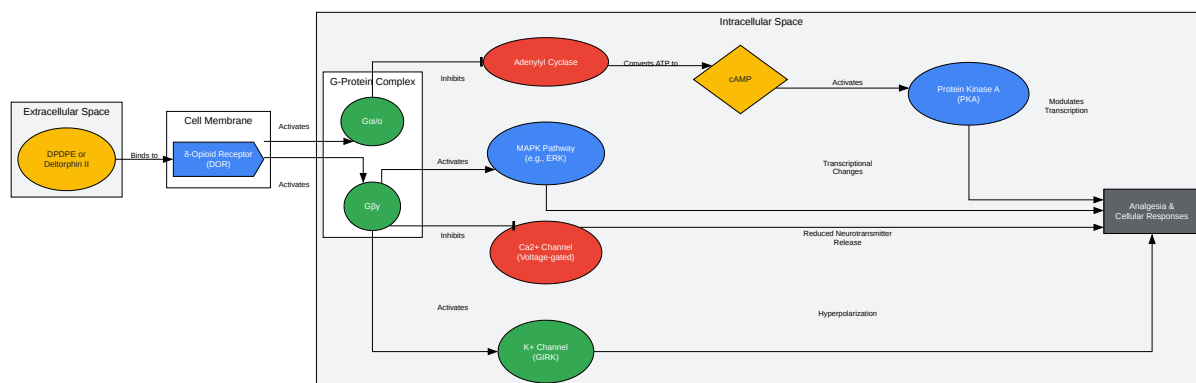 Intracellular Space
Extracellular Space
DPDPE or
Deltorphin II
Binds to
Cell Membrane
δ-Opioid Receptor
(DOR)
Activates
Activates
G-Protein Complex
Gαi/o
Gβγ
Inhibits
Adenylyl Cyclase
Converts ATP to
cAMP
Activates
Protein Kinase A
(PKA)
Modulates
Transcription
Activates
MAPK Pathway
(e.g., ERK)
Transcriptional
Changes
Inhibits
Ca2+ Channel
(Voltage-gated)
Reduced Neurotransmitter
Release
Activates
K+ Channel
(GIRK)
Hyperpolarization
Analgesia &
Cellular Responses